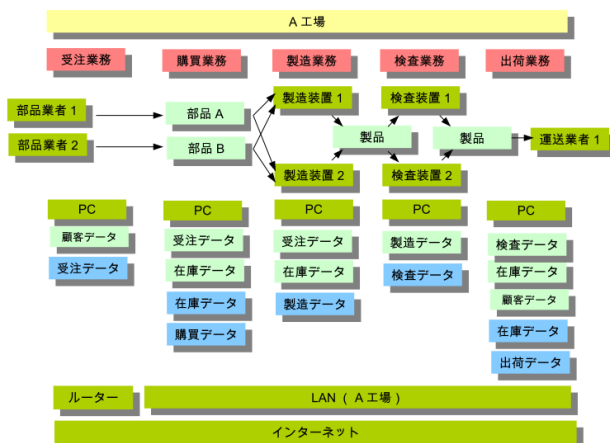 A 工場
受注業務
購買業務
製造業務
検査業務
出荷業務
部品業者 1
部品 A
製造装置 1
検査装置 1
製品
製品
運送業者 1
部品業者 2
部品 B
製造装置 2
検査装置 2
PC
PC
PC
PC
PC
顧客データ
受注データ
受注データ
製造データ
検査データ
受注データ
在庫データ
在庫データ
検査データ
在庫データ
在庫データ
製造データ
顧客データ
購買データ
在庫データ
出荷データ
ルーター
LAN（ A 工場 ）
インターネット